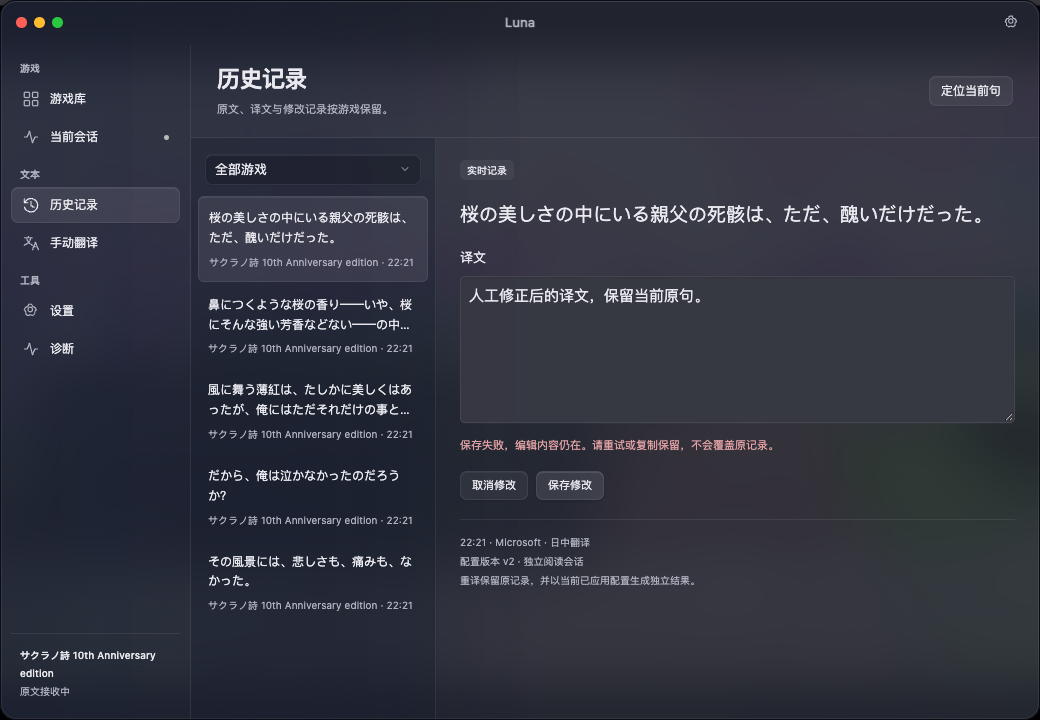 Luna
游戏
游戏库
当前会话
文本
历史记录
手动翻译
工具
设置
诊断
サクラノ詩 10th Anniversary
edition
原文接收中
历史记录
原文、译文与修改记录按游戏保留。
定位当前句
全部游戏
桜の美しさの中にいる親父の死骸は、
ただ、醜いだけだった。
サクラノ詩 10th Anniversary edition · 22:21
鼻につくような桜の香り——いや、桜
にそんな強い芳香などない——の中…
サクラノ詩 10th Anniversary edition · 22:21
風に舞う薄紅は、たしかに美しくはあ
ったが、俺にはただそれだけの事と…
サクラノ詩 10th Anniversary edition · 22:21
だから、俺は泣かなかったのだろう
か?
サクラノ詩 10th Anniversary edition · 22:21
その風景には、悲しさも、痛みも、な
かった。
サクラノ詩 10th Anniversary edition · 22:21
实时记录
桜の美しさの中にいる親父の死骸は、ただ、醜いだけだった。
译文
人工修正后的译文，保留当前原句。
保存失败，编辑内容仍在。请重试或复制保留，不会覆盖原记录。
取消修改
保存修改
22:21 · Microsoft · 日中翻译
配置版本 v2 · 独立阅读会话
重译保留原记录，并以当前已应用配置生成独立结果。